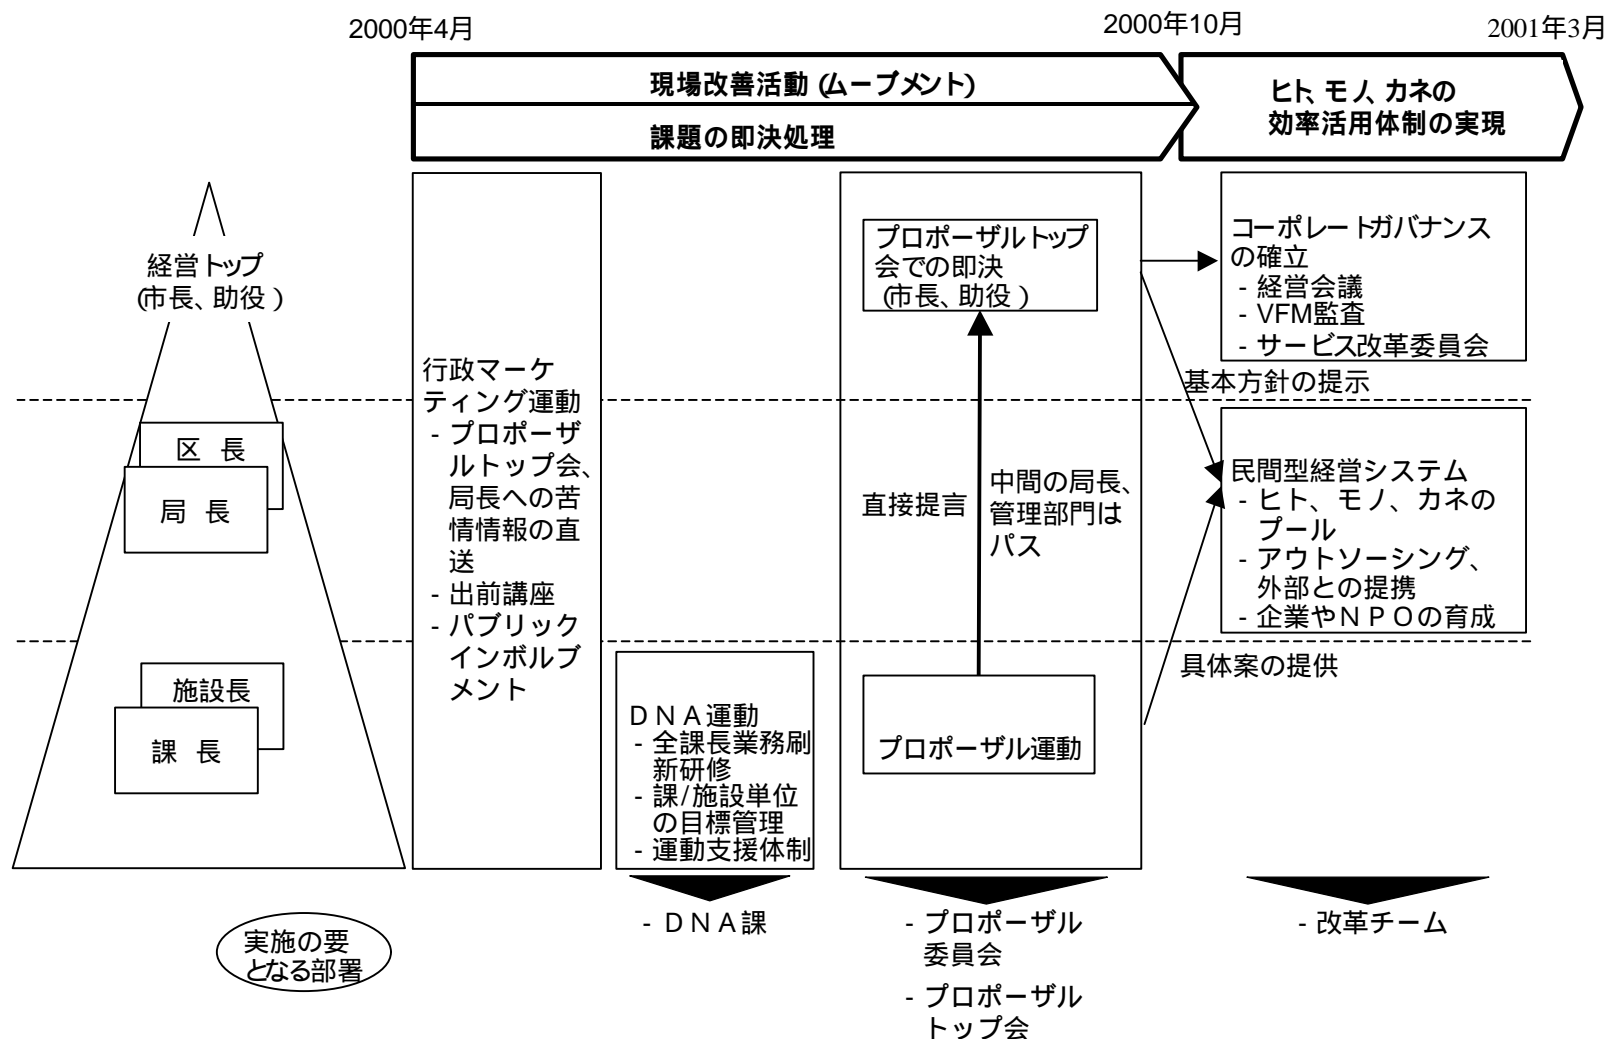 2000年4月
2000年10月
2001年3月
現場改善活動（ムーブメント）
課題の即決処理
ヒト、モノ、カネの
効率活用体制の実現
経営トップ
（市長、助役）
区 長
局 長
施設長
課 長
行政マーケ
ティング運動
- プロポーザ
ルトップ会、
局長への苦
情情報の直
送
- 出前講座
- パブリック
インボルブ
メント
DNA運動
- 全課長業務刷
新研修
- 課/施設単位
の目標管理
- 運動支援体制
プロポーザルトップ
会での即決
（市長、助役）
直接提言
中間の局長、
管理部門は
パス
プロポーザル運動
コーポレートガバナンス
の確立
- 経営会議
- VFM監査
- サービス改革委員会
基本方針の提示
民間型経営システム
- ヒト、モノ、カネの
プール
- アウトソーシング、
外部との提携
- 企業やNPOの育成
具体案の提供
実施の要
となる部署
- DNA課
- プロポーザル
委員会
- プロポーザル
トップ会
- 改革チーム